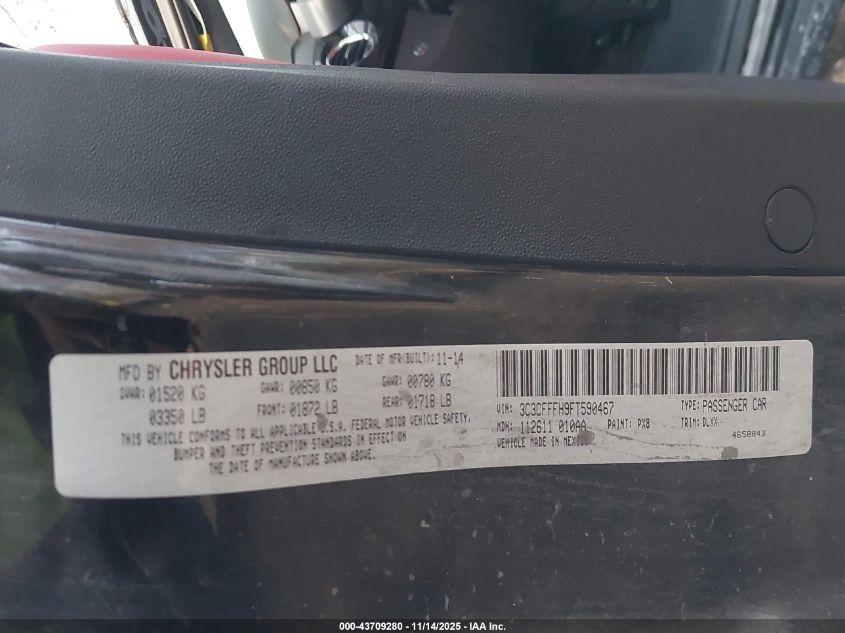 MFD BY CHRYSLER GROUP LLC DATE OF MFR(BUILT): 11-14
GVWR: 01520 KG GAWR: 00850 KG GAWR: 00780 KG
03350 LB FRONT: 01872 LB REAR: 01718 LB
THIS VEHICLE CONFORMS TO ALL APPLICABLE U.S.A. FEDERAL MOTOR VEHICLE SAFETY,
BUMPER AND THEFT PREVENTION STANDARDS IN EFFECT ON
THE DATE OF MANUFACTURE SHOWN ABOVE.
VIN: 3C3CFFFH9FT590467 TYPE: PASSENGER CAR
MDH: 112611 010AA PAINT: PX8 TRIM: DLKX--
VEHICLE MADE IN MEXICO 4658843
000-43709280 - 11/14/2025 - IAA Inc.